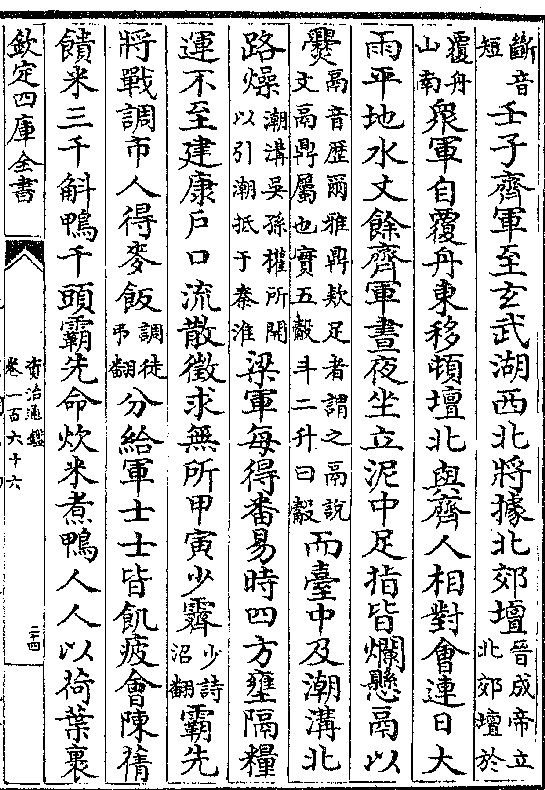 斷音短壬子齊軍至玄武湖西北將據北郊壇晉成帝立北郊壇於
覆舟山南衆軍自覆舟東移頓壇北與齊人相對會連日大
雨平地水丈餘齊軍晝夜坐立泥中足指皆爛懸鬲以
爨鬲音歴爾雅鼎欵足者謂之鬲說文鬲鼎屬也實五觳斗二升曰觳而臺中及潮溝北
路燥潮溝吳孫權所開以引潮抵于秦淮梁軍每得番易時四方壅隔糧
運不至建康戸口流散徵求無所甲寅少霽少詩沼翻霸先
將戰調市人得麥飯調徒弔翻分給軍士士皆飢疲會陳蒨
饋米三千斛鴨千頭霸先命炊米煮鴨人人以荷葉裹
欽定四庫全書
資治通鑑
卷一百六十六
二十四